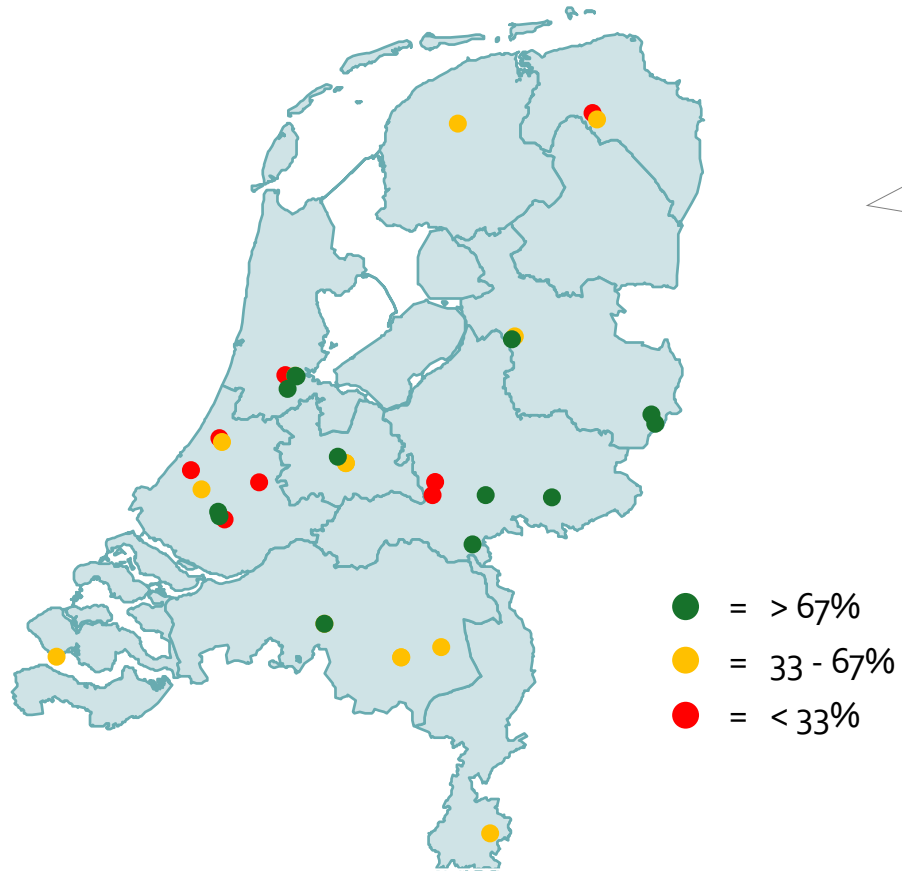 = > 67%
= 33 - 67%
= < 33%